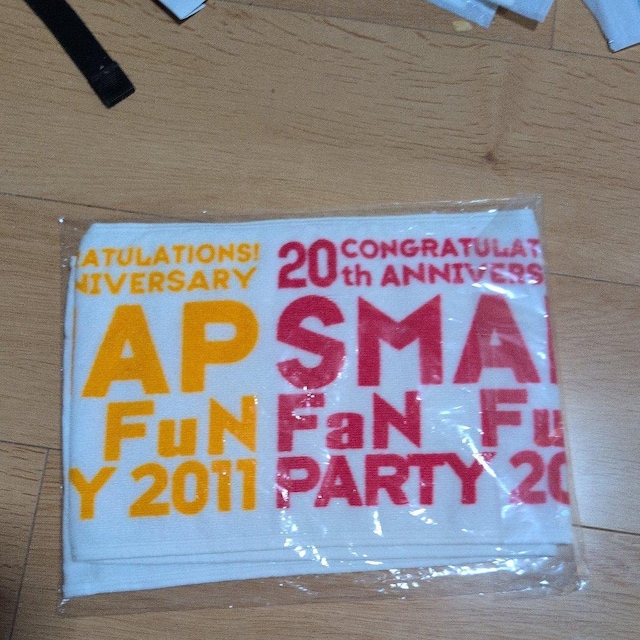 ATULATIONS!
NIVERSARY
AP
FuN
Y 2011
20 CONGRATULAT
th ANNIVERS
SMA
FaN Fu
PARTY 20